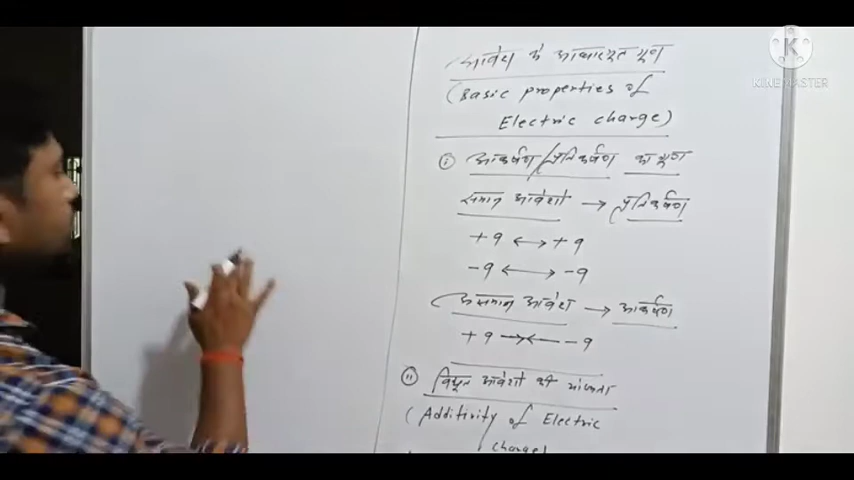 आवेश के आधारभूत गुण
(Basic properties of
Electric charge)
(i) आकर्षण/प्रतिकर्षण का गुण
समान आवेशों → प्रतिकर्षण
+q ⟷ +q
-q ⟷ -q
असमान आवेश → आकर्षण
+q →← -q
(ii) विद्युत आवेशों की योज्यता
(Additivity of Electric
charge)
K
KINEMASTER